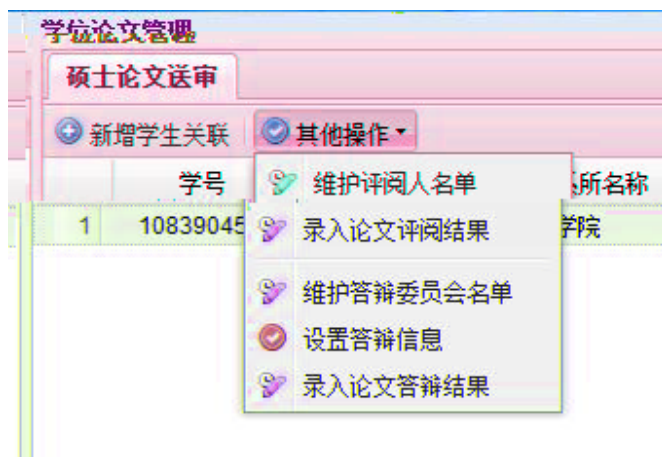 学位论文管理
硕士论文送审
新增学生关联 其他操作
学号 系所名称
1 10839045 学院
维护评阅人名单
录入论文评阅结果
维护答辩委员会名单
设置答辩信息
录入论文答辩结果